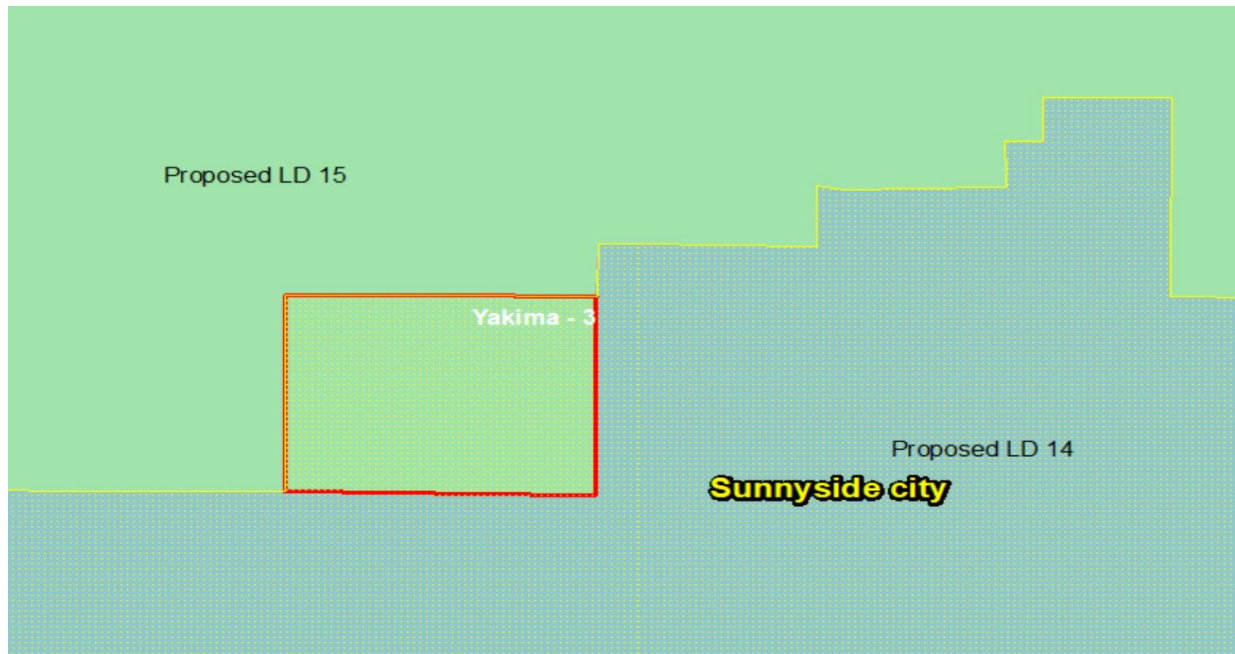 Proposed LD 15
Yakima - 3
Proposed LD 14
Sunnyside city